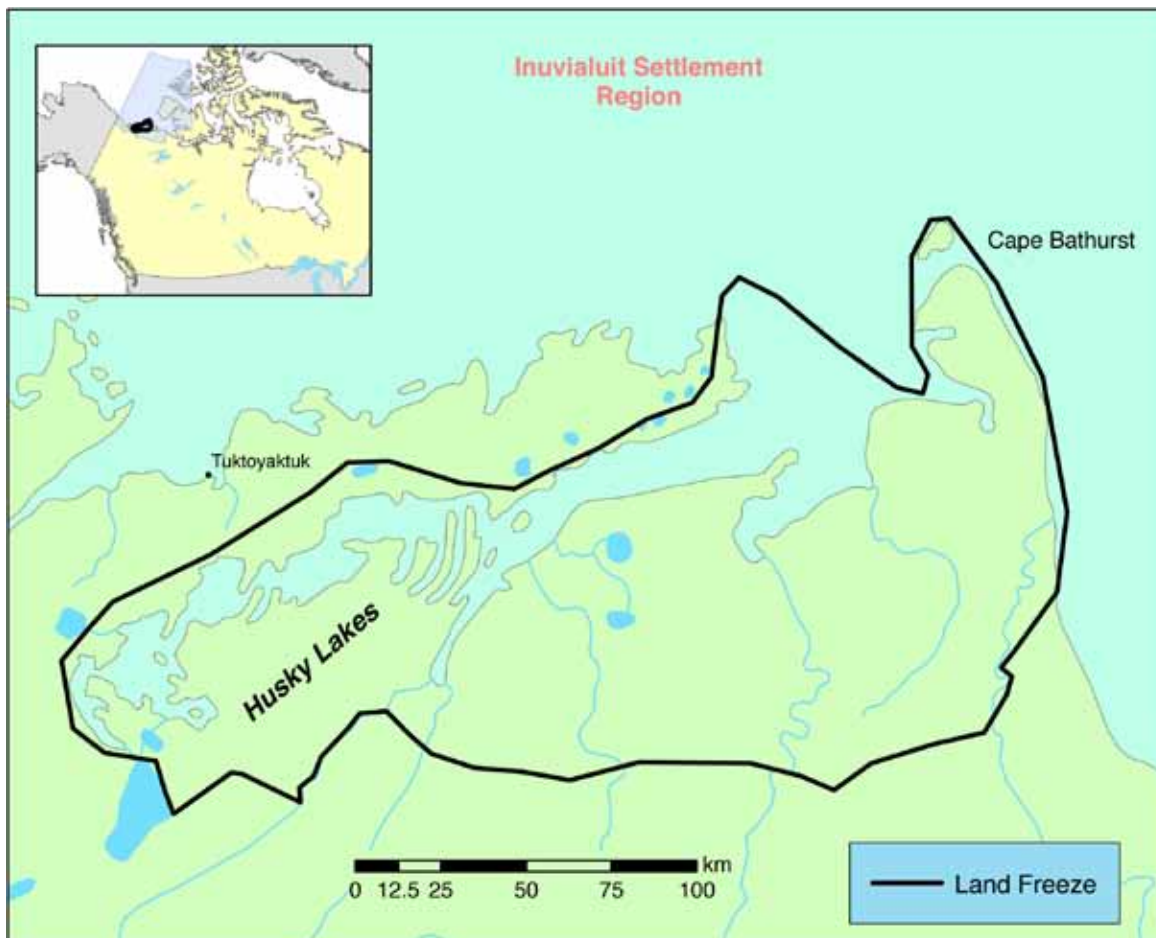 Inuvialuit Settlement
Region
Cape Bathurst
Tuktoyaktuk
Husky Lakes
km
0 12.5 25 50 75 100
Land Freeze